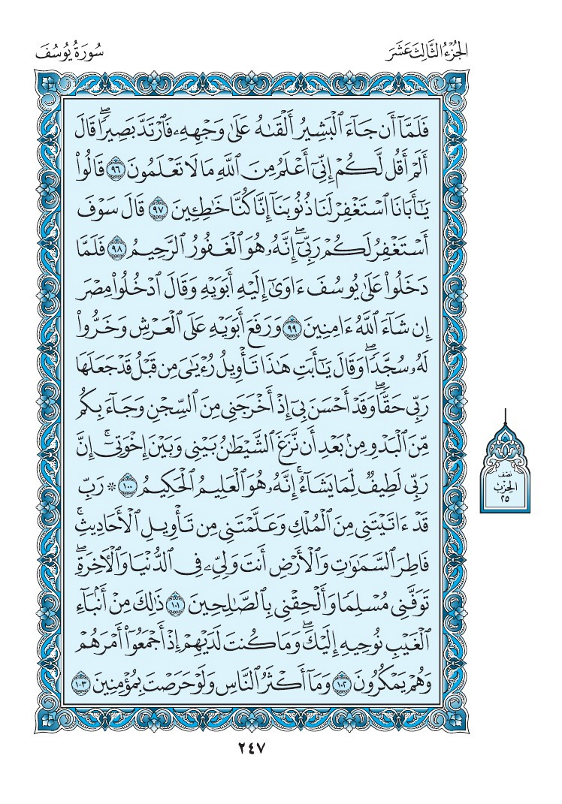 الجُزْءُ الثَّالِثَ عَشَرَ
سُورَةُ يُوسُفَ
فَلَمَّآ أَن جَآءَ ٱلْبَشِيرُ أَلْقَىٰهُ عَلَىٰ وَجْهِهِۦ فَٱرْتَدَّ بَصِيرًاۖ قَالَ
أَلَمْ أَقُل لَّكُمْ إِنِّىٓ أَعْلَمُ مِنَ ٱللَّهِ مَا لَا تَعْلَمُونَ ٩٦ قَالُوا۟
يَـٰٓأَبَانَا ٱسْتَغْفِرْ لَنَا ذُنُوبَنَآ إِنَّا كُنَّا خَـٰطِـِٔينَ ٩٧ قَالَ سَوْفَ
أَسْتَغْفِرُ لَكُمْ رَبِّىٓۖ إِنَّهُۥ هُوَ ٱلْغَفُورُ ٱلرَّحِيمُ ٩٨ فَلَمَّا
دَخَلُوا۟ عَلَىٰ يُوسُفَ ءَاوَىٰٓ إِلَيْهِ أَبَوَيْهِ وَقَالَ ٱدْخُلُوا۟ مِصْرَ
إِن شَآءَ ٱللَّهُ ءَامِنِينَ ٩٩ وَرَفَعَ أَبَوَيْهِ عَلَى ٱلْعَرْشِ وَخَرُّوا۟
لَهُۥ سُجَّدًاۖ وَقَالَ يَـٰٓأَبَتِ هَـٰذَا تَأْوِيلُ رُءْيَـٰىَ مِن قَبْلُ قَدْ جَعَلَهَا
رَبِّى حَقًّاۖ وَقَدْ أَحْسَنَ بِىٓ إِذْ أَخْرَجَنِى مِنَ ٱلسِّجْنِ وَجَآءَ بِكُم
مِّنَ ٱلْبَدْوِ مِنۢ بَعْدِ أَن نَّزَغَ ٱلشَّيْطَـٰنُ بَيْنِى وَبَيْنَ إِخْوَتِىٓۚ إِنَّ
رَبِّى لَطِيفٌ لِّمَا يَشَآءُۚ إِنَّهُۥ هُوَ ٱلْعَلِيمُ ٱلْحَكِيمُ ١٠٠ ۞ رَبِّ
قَدْ ءَاتَيْتَنِى مِنَ ٱلْمُلْكِ وَعَلَّمْتَنِى مِن تَأْوِيلِ ٱلْأَحَادِيثِۚ
فَاطِرَ ٱلسَّمَـٰوَٰتِ وَٱلْأَرْضِ أَنتَ وَلِىِّۦ فِى ٱلدُّنْيَا وَٱلْـَٔاخِرَةِۖ
تَوَفَّنِى مُسْلِمًا وَأَلْحِقْنِى بِٱلصَّـٰلِحِينَ ١٠١ ذَٰلِكَ مِنْ أَنۢبَآءِ
ٱلْغَيْبِ نُوحِيهِ إِلَيْكَۖ وَمَا كُنتَ لَدَيْهِمْ إِذْ أَجْمَعُوٓا۟ أَمْرَهُمْ
وَهُمْ يَمْكُرُونَ ١٠٢ وَمَآ أَكْثَرُ ٱلنَّاسِ وَلَوْ حَرَصْتَ بِمُؤْمِنِينَ ١٠٣
نصف
الحزب
٢٥
٢٤٧